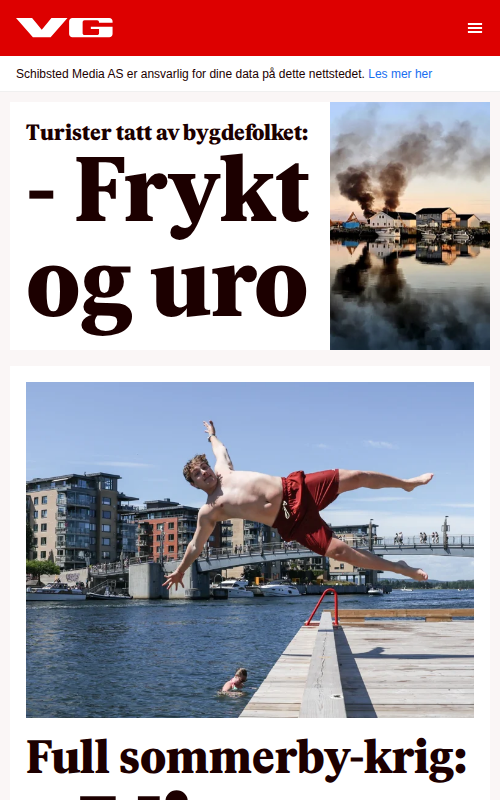 VG
Schibsted Media AS er ansvarlig for dine data på dette nettstedet. Les mer her
Turister tatt av bygdefolket:
- Frykt
og uro
Full sommerby-krig: